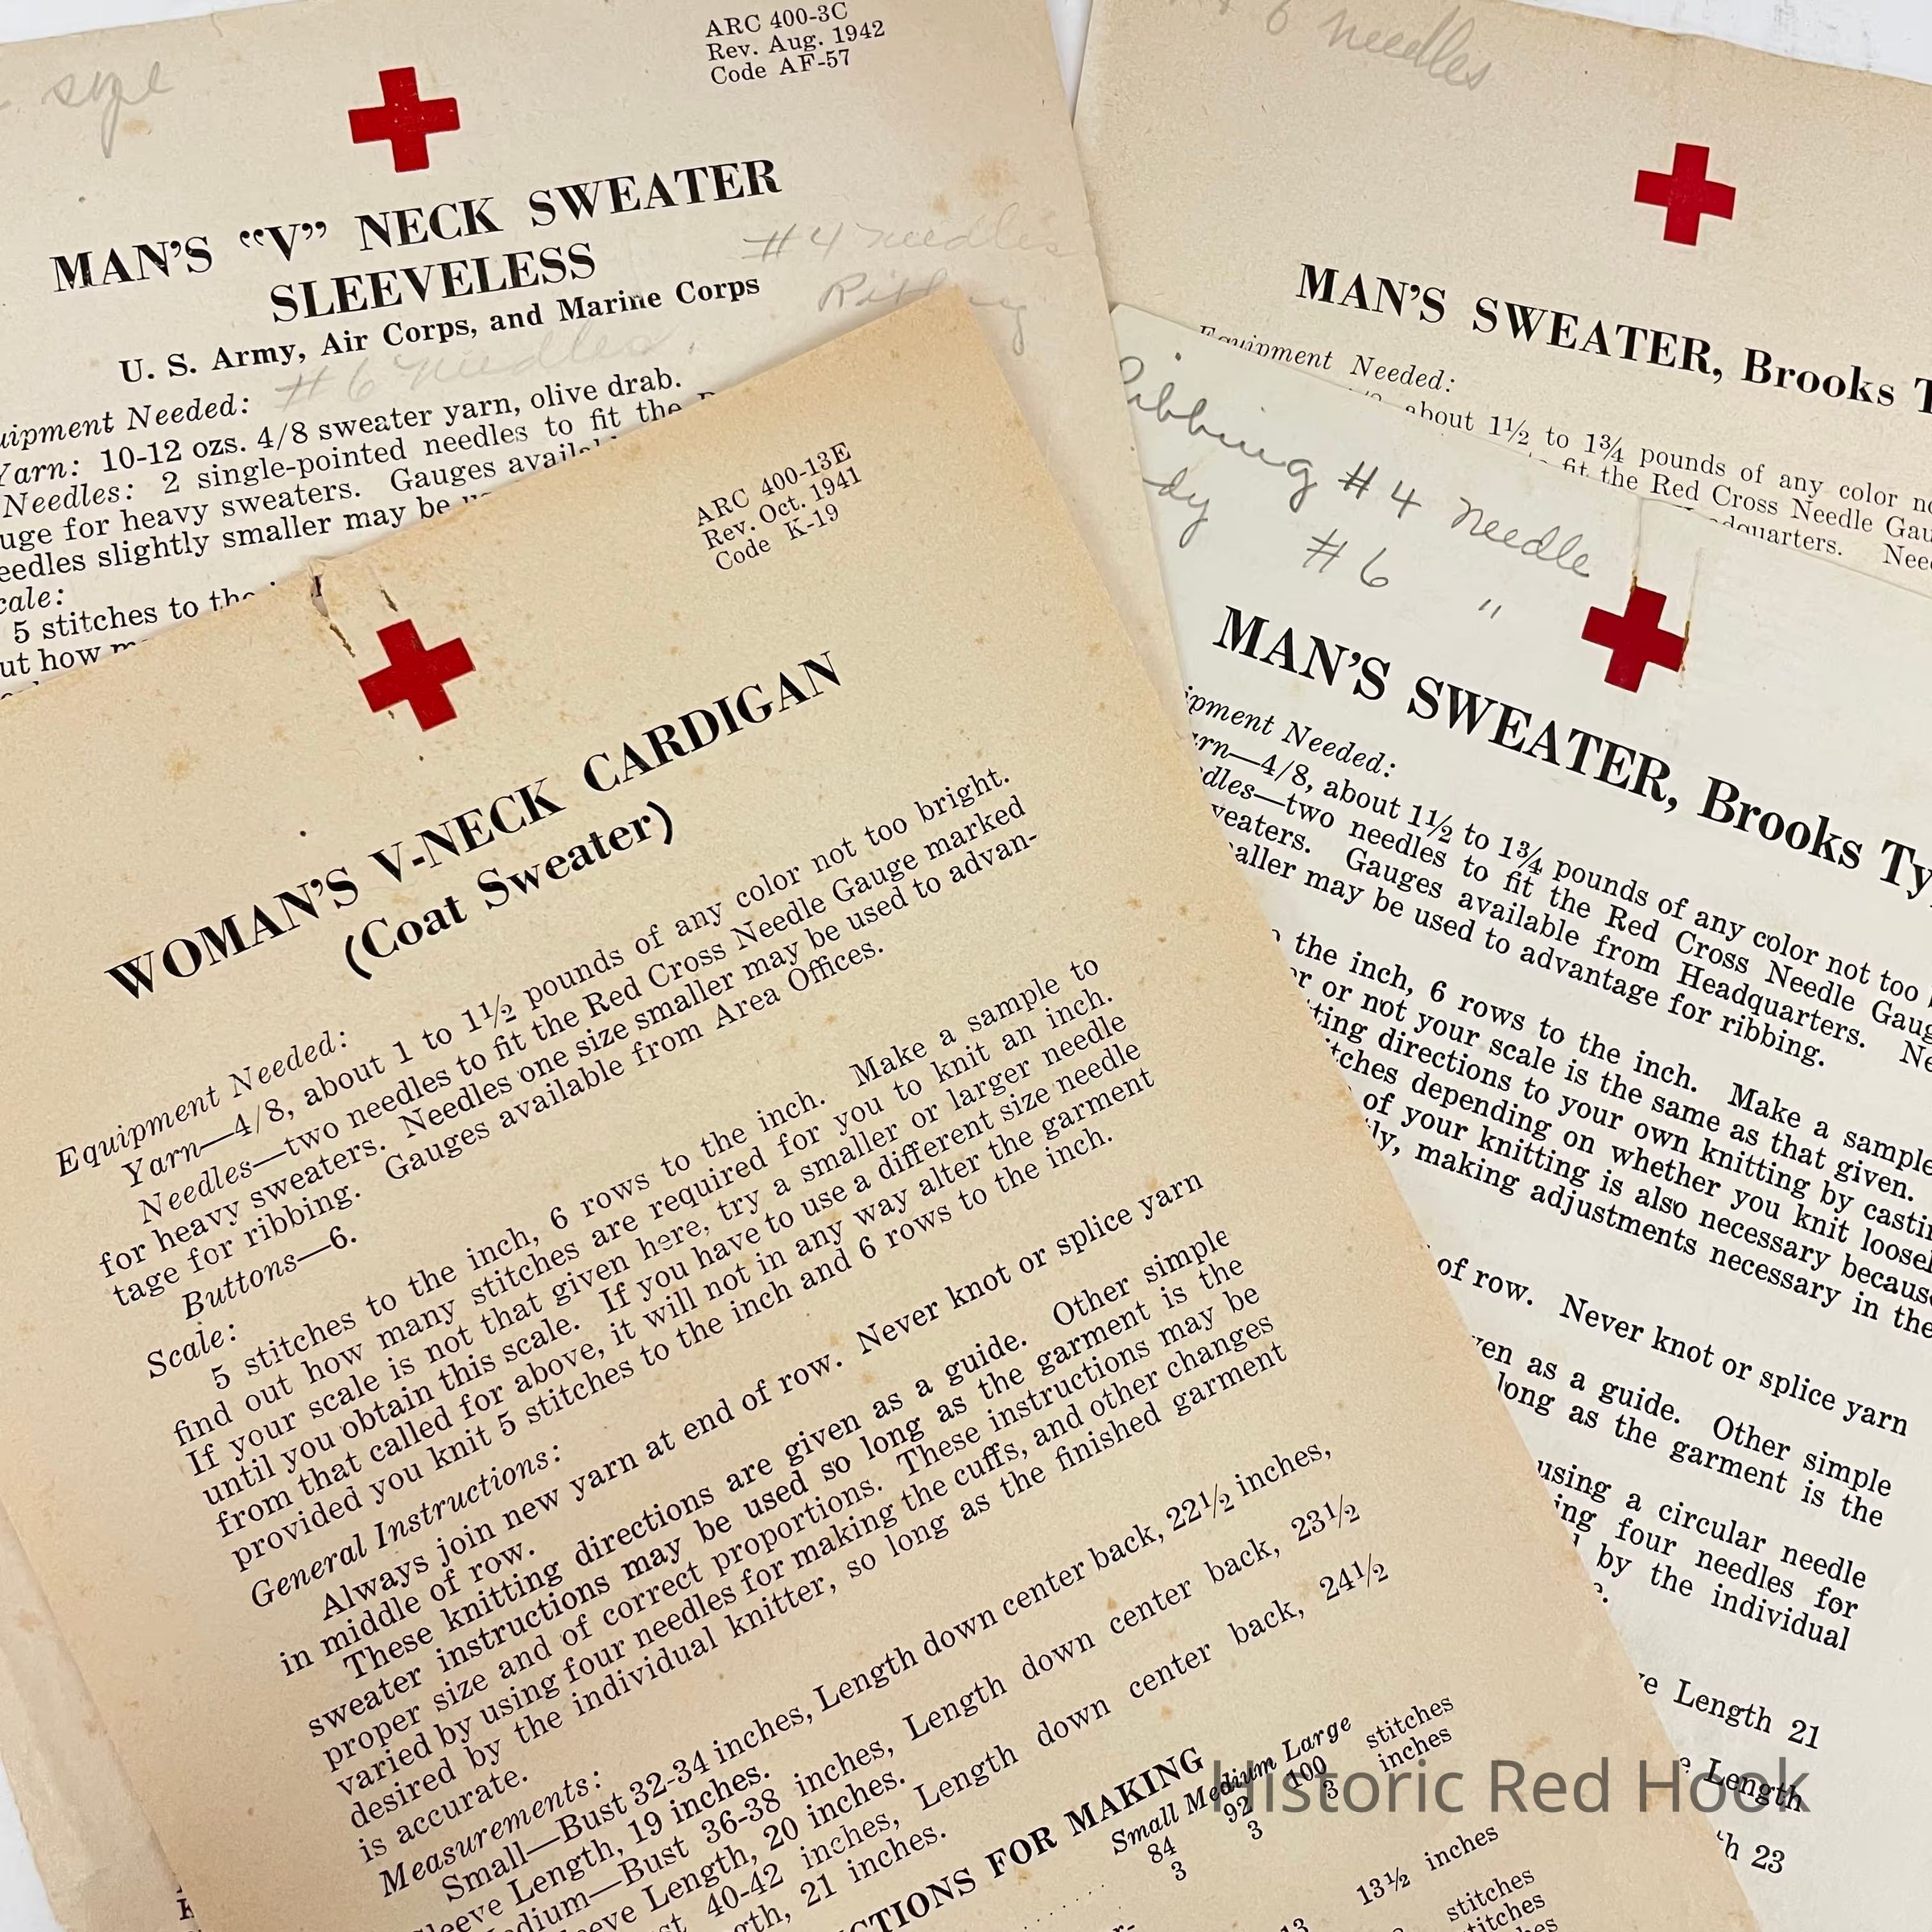 size
ARC 400-3C
Rev. Aug. 1942
Code AF-57
MAN'S “V” NECK SWEATER
SLEEVELESS
#4 needles
U. S. Army, Air Corps, and Marine Corps
#6 needles.
Equipment Needed:
Yarn: 10-12 ozs. 4/8 sweater yarn, olive drab.
Needles: 2 single-pointed needles to fit the
for heavy sweaters. Gauges
needles slightly smaller may be
Scale:
5 stitches to the
how
ARC 400-13E
Rev. Oct. 1941
Code K-19
WOMAN'S V-NECK CARDIGAN
(Coat Sweater)
Equipment Needed:
Yarn—4/8, about 1 to 1½ pounds of any color not too bright.
Needles—two needles to fit the Red Cross Needle Gauge marked
for heavy sweaters. Needles one size smaller may be used to advan-
tage for ribbing. Gauges available from Area Offices.
Buttons—6.
Scale:
5 stitches to the inch, 6 rows to the inch. Make a sample to
find out how many stitches are required for you to knit an inch.
If your scale is not that given here, try a smaller or larger needle
until you obtain this scale. If you have to use a different size needle
from that called for above, it will not in any way alter the garment
provided you knit 5 stitches to the inch and 6 rows to the inch.
General Instructions:
Always join new yarn at end of row. Never knot or splice yarn
in middle of row.
These knitting directions are given as a guide. Other simple
sweater instructions may be used so long as the garment is the
proper size and of correct proportions. These instructions may be
varied by using four needles for making the cuffs, and other changes
desired by the individual knitter, so long as the finished garment
is accurate.
Measurements:
Small—Bust 32-34 inches, Length down center back, 22½ inches,
Sleeve Length, 19 inches.
Medium—Bust 36-38 inches, Length down center back, 23½
Sleeve Length, 20 inches.
40-42 inches, Length down center back, 24½
21 inches.
FOR MAKING
Small Medium Large
84 92 100 stitches
3 3 3 inches
13½ inches
stitches
stitches
6 needles
MAN'S SWEATER, Brooks
Equipment Needed:
about 1½ to 1¾ pounds of any color
fit the Red Cross Needle
Headquarters.
Ribbing #4 needle
#6 "
MAN'S SWEATER, Brooks
Equipment Needed:
Yarn—4/8, about 1½ to 1¾ pounds of any color not too
Needles—two needles to fit the Red Cross Needle
sweaters. Gauges available from Headquarters.
smaller may be used to advantage for ribbing.
the inch, 6 rows to the inch. Make a sample
or not your scale is the same as that given.
directions to your own knitting by
stitches depending on whether you knit
of your knitting is also necessary
making adjustments necessary in the
of row. Never knot or splice yarn
as a guide. Other simple
long as the garment is the
using a circular needle
four needles for
by the individual
Length 21
Length
23
Historic Red Hook